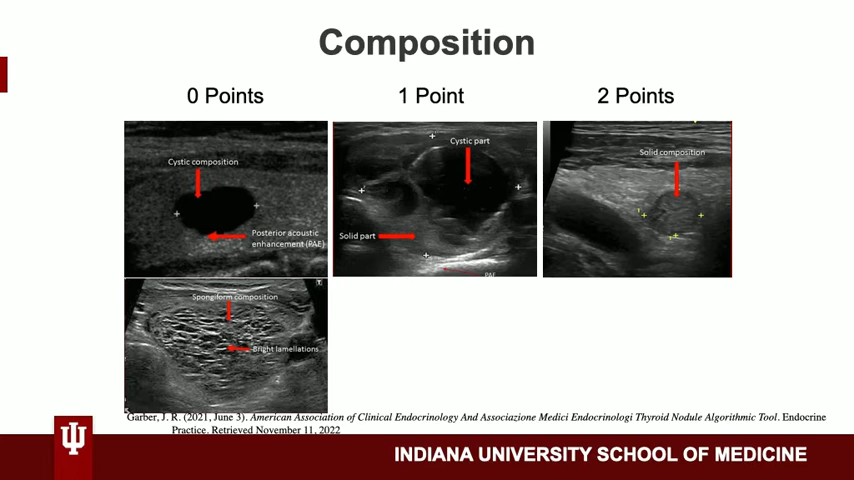 Composition
0 Points
1 Point
2 Points
Cystic composition
Posterior acoustic
enhancement (PAE)
Cystic part
Solid part
PAE
Solid composition
Spongiform composition
Bright lamellations
Garber, J. R. (2021, June 3). American Association of Clinical Endocrinology And Associazione Medici Endocrinologi Thyroid Nodule Algorithmic Tool. Endocrine
Practice. Retrieved November 11, 2022
INDIANA UNIVERSITY SCHOOL OF MEDICINE